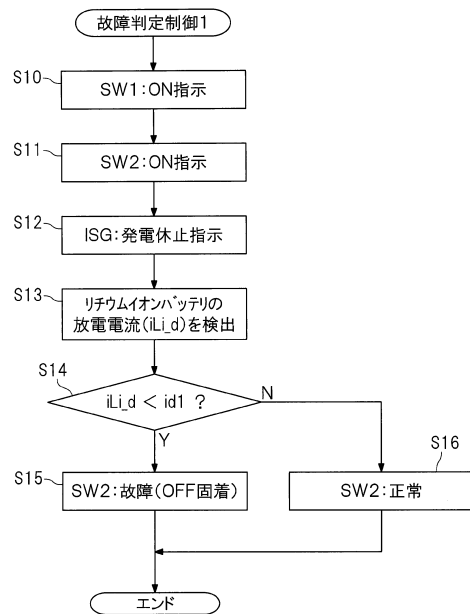 故障判定制御1
S10
SW1:ON指示
S11
SW2:ON指示
S12
ISG:発電休止指示
S13
リチウムイオンバッテリの
放電電流(iLi_d)を検出
S14
iLi_d < id1 ?
N
Y
S15
SW2:故障(OFF固着)
S16
SW2:正常
エンド